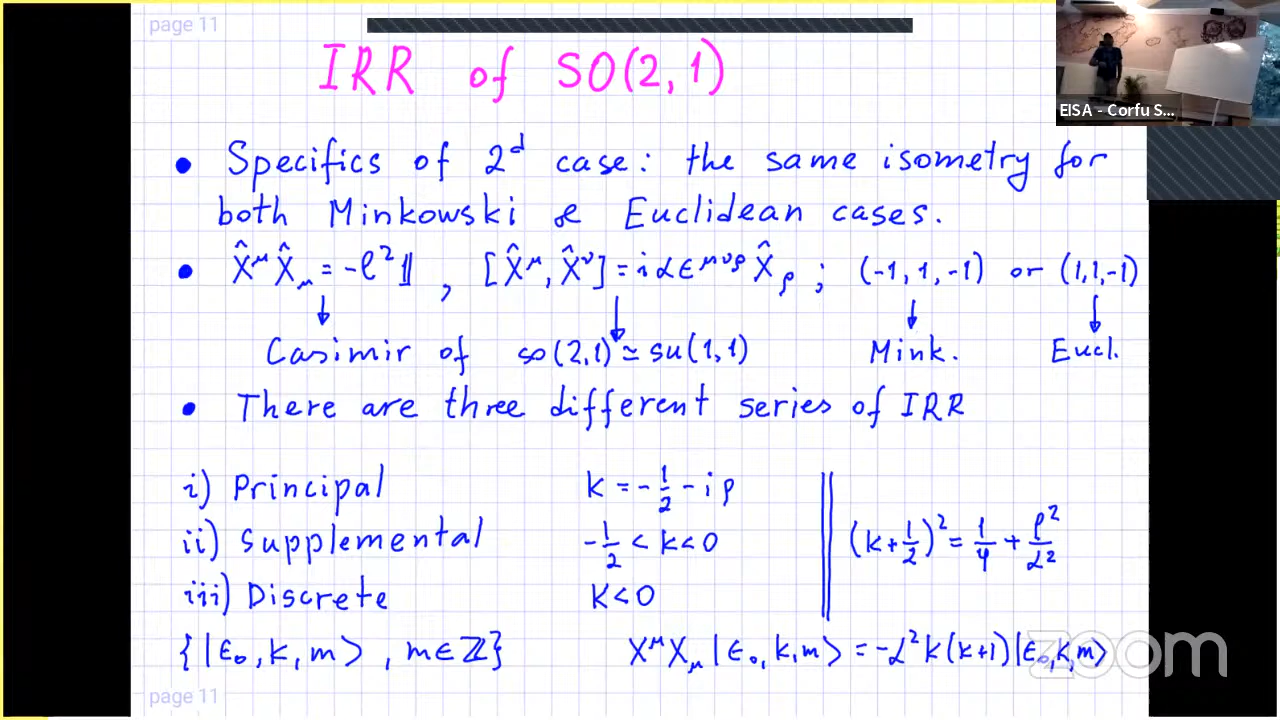 page 11
IRR of SO(2,1)
EISA - Corfu S...
• Specifics of 2^d case: the same isometry for
both Minkowski & Euclidean cases.
• X̂^μ X̂_μ = -ℓ² 𝟙 , [X̂^μ, X̂^ν] = i α ε^{μνρ} X̂_ρ ; (-1, 1, -1) or (1,1,-1)
↓ ↓ ↓ ↓
Casimir of so(2,1) ≃ su(1,1) Mink. Eucl.
• There are three different series of IRR
i) Principal k = -1/2 - iρ
ii) Supplemental -1/2 < k < 0 (k+1/2)² = 1/4 + ℓ²/α²
iii) Discrete k < 0
{|ε₀, k, m⟩ , m ∈ ℤ} X^μ X_μ |ε₀, k, m⟩ = -α² k(k+1) |ε₀, k, m⟩
zoom
page 11